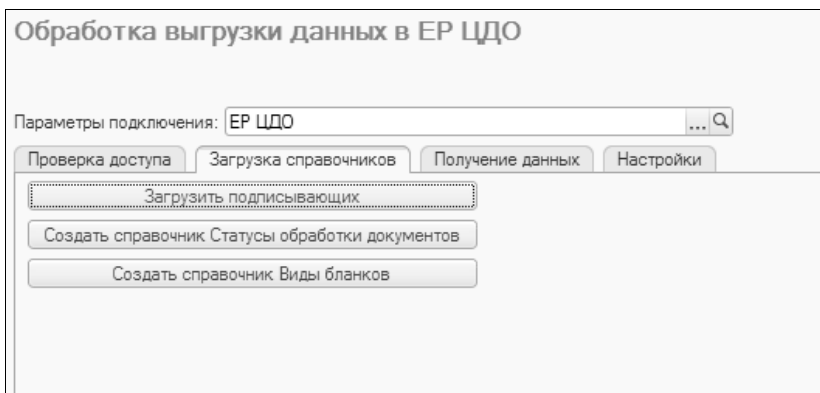 Обработка выгрузки данных в ЕР ЦДО
Параметры подключения: ЕР ЦДО ...
Проверка доступа Загрузка справочников Получение данных Настройки
Загрузить подписывающих
Создать справочник Статусы обработки документов
Создать справочник Виды бланков